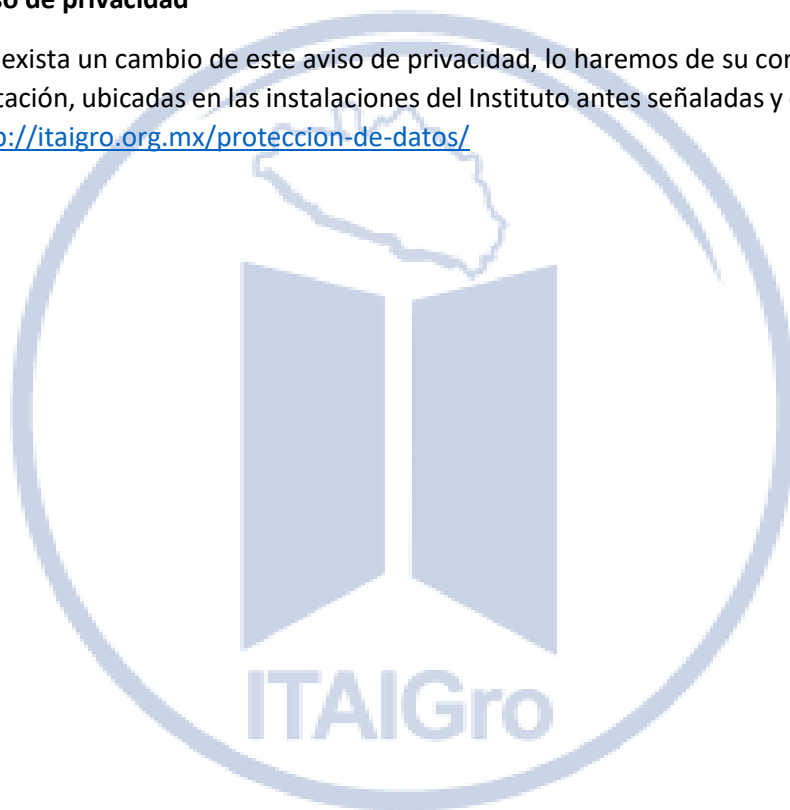 so de privacidad
exista un cambio de este aviso de privacidad, lo haremos de su con
tación, ubicadas en las instalaciones del Instituto antes señaladas y
p://itaigro.org.mx/proteccion-de-datos/
ITAIGro